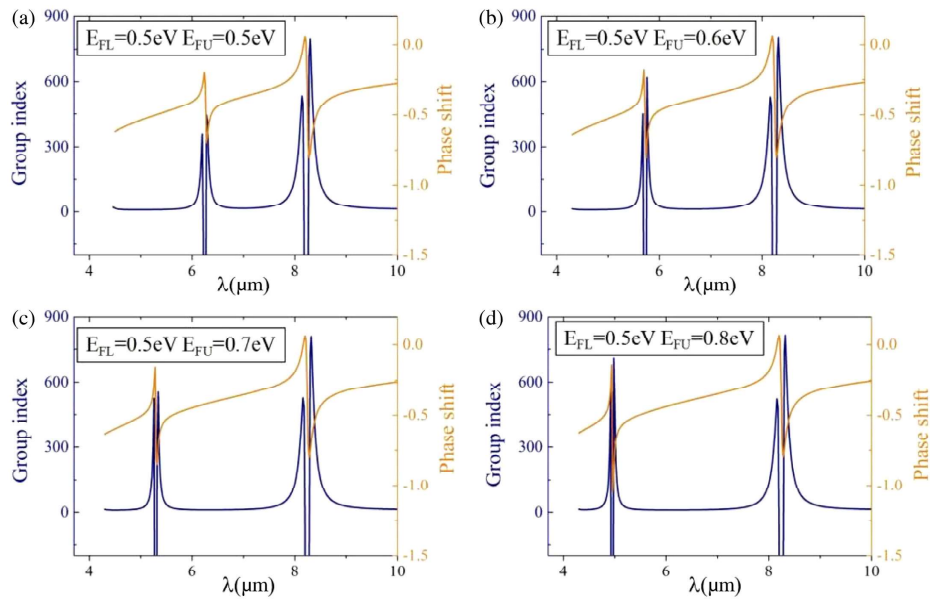 (a)
E_FL=0.5eV E_FU=0.5eV
900
600
300
0
Group index
0.0
-0.5
-1.0
-1.5
Phase shift
4 6 8 10
λ(μm)
(b)
E_FL=0.5eV E_FU=0.6eV
900
600
300
0
Group index
0.0
-0.5
-1.0
-1.5
Phase shift
4 6 8 10
λ(μm)
(c)
E_FL=0.5eV E_FU=0.7eV
900
600
300
0
Group index
0.0
-0.5
-1.0
-1.5
Phase shift
4 6 8 10
λ(μm)
(d)
E_FL=0.5eV E_FU=0.8eV
900
600
300
0
Group index
0.0
-0.5
-1.0
-1.5
Phase shift
4 6 8 10
λ(μm)